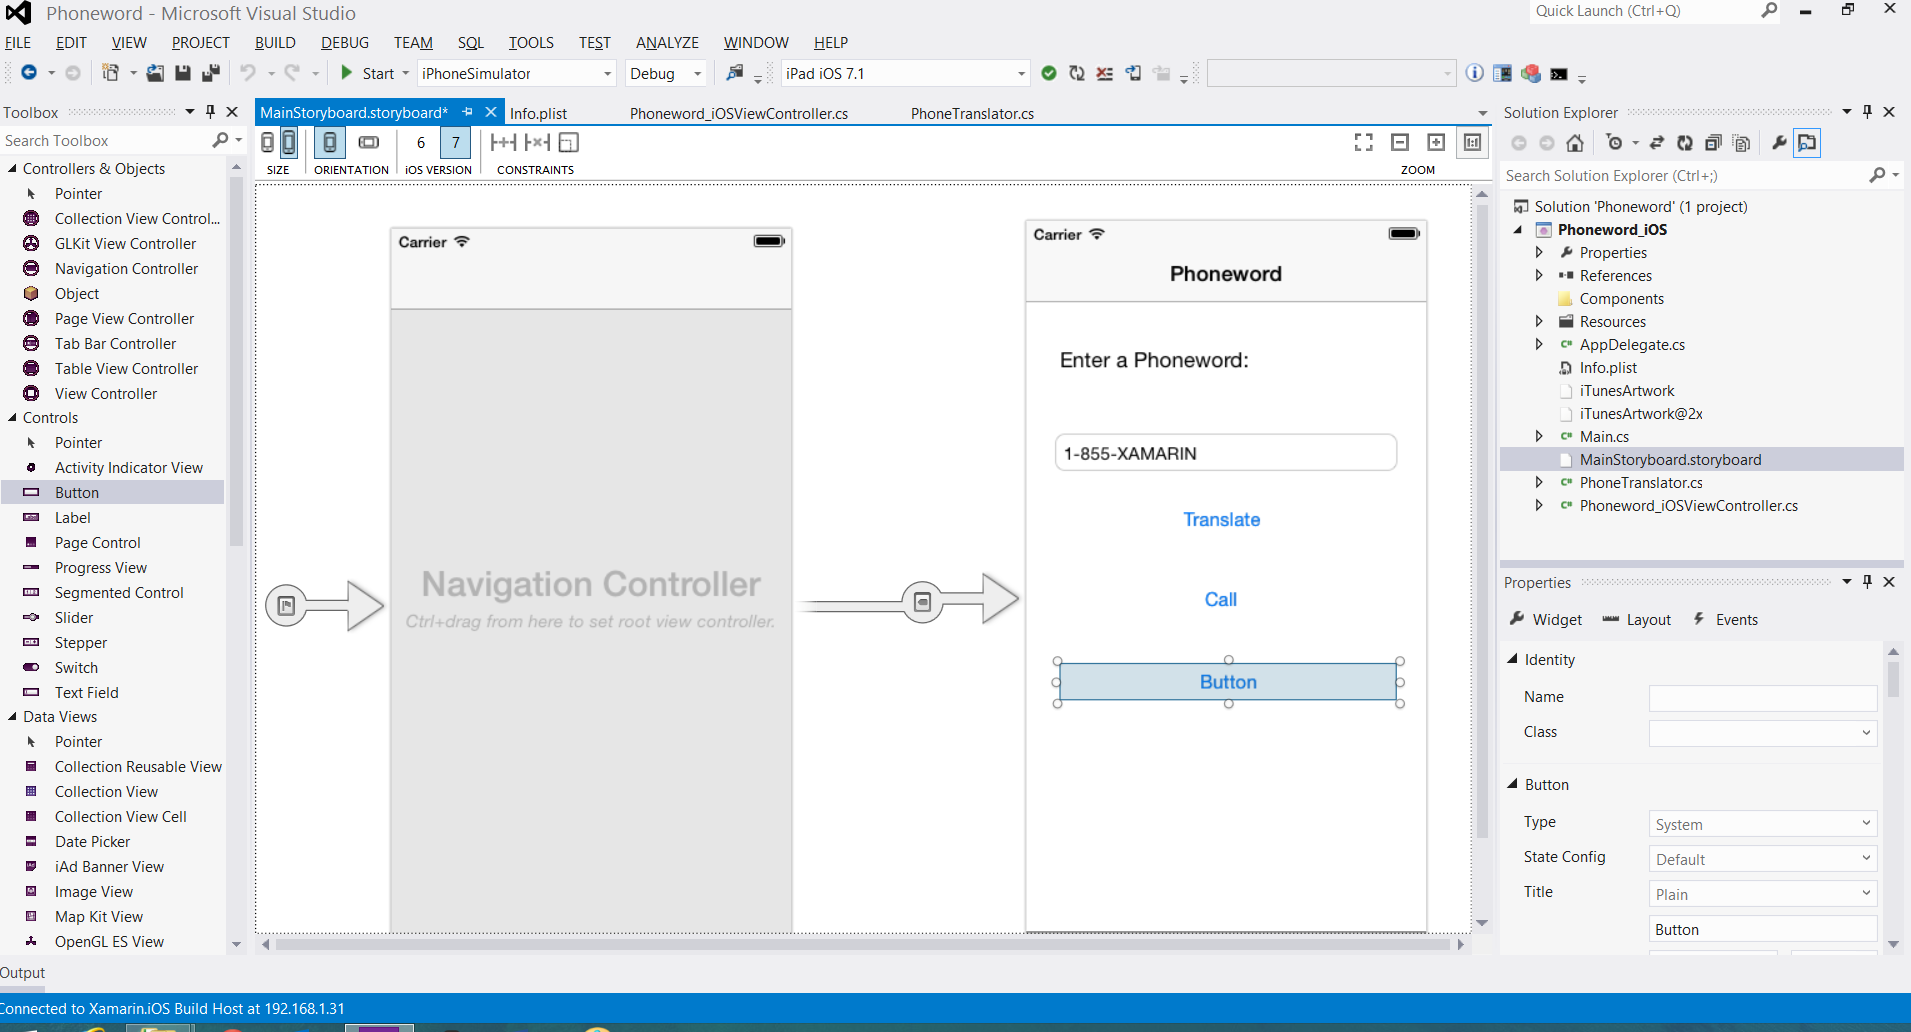 Phoneword - Microsoft Visual Studio
Quick Launch (Ctrl+Q)
FILE EDIT VIEW PROJECT BUILD DEBUG TEAM SQL TOOLS TEST ANALYZE WINDOW HELP
Start iPhoneSimulator Debug iPad iOS 7.1
Toolbox
Search Toolbox
Controllers & Objects
Pointer
Collection View Control...
GLKit View Controller
Navigation Controller
Object
Page View Controller
Tab Bar Controller
Table View Controller
View Controller
Controls
Pointer
Activity Indicator View
Button
Label
Page Control
Progress View
Segmented Control
Slider
Stepper
Switch
Text Field
Data Views
Pointer
Collection Reusable View
Collection View
Collection View Cell
Date Picker
iAd Banner View
Image View
Map Kit View
OpenGL ES View
MainStoryboard.storyboard* Info.plist Phoneword_iOSViewController.cs PhoneTranslator.cs
6 7
SIZE ORIENTATION iOS VERSION CONSTRAINTS ZOOM
Carrier
Navigation Controller
Ctrl+drag from here to set root view controller.
Carrier
Phoneword
Enter a Phoneword:
1-855-XAMARIN
Translate
Call
Button
Solution Explorer
Search Solution Explorer (Ctrl+;)
Solution 'Phoneword' (1 project)
Phoneword_iOS
Properties
References
Components
Resources
C# AppDelegate.cs
Info.plist
iTunesArtwork
iTunesArtwork@2x
C# Main.cs
MainStoryboard.storyboard
C# PhoneTranslator.cs
C# Phoneword_iOSViewController.cs
Properties
Widget Layout Events
Identity
Name
Class
Button
Type System
State Config Default
Title Plain
Button
Output
Connected to Xamarin.iOS Build Host at 192.168.1.31